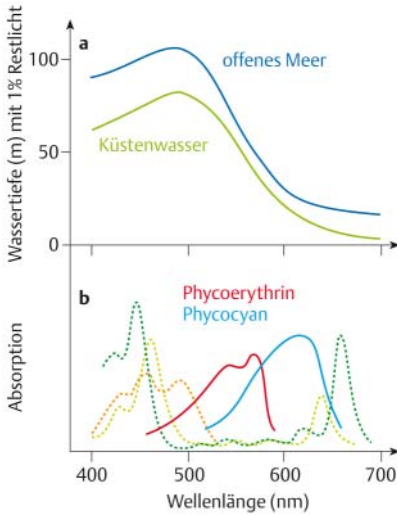 Wassertiefe (m) mit 1% Restlicht
a
offenes Meer
Küstenwasser
100
50
0
b
Phycoerythrin
Phycocyan
Absorption
400 500 600 700
Wellenlänge (nm)